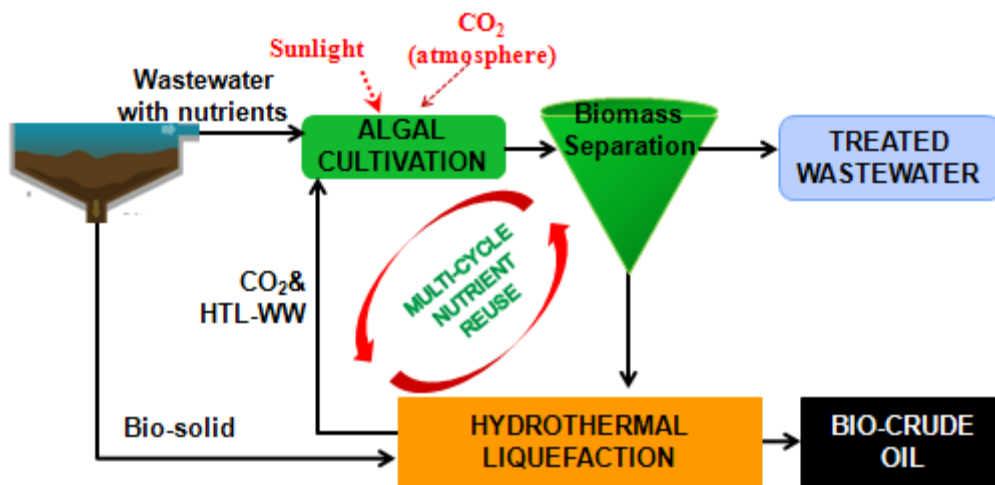 CO₂
(atmosphere)
Sunlight
Wastewater
with nutrients
ALGAL
CULTIVATION
Biomass
Separation
TREATED
WASTEWATER
MULTI-CYCLE
NUTRIENT
REUSE
CO₂&
HTL-WW
Bio-solid
HYDROTHERMAL
LIQUEFACTION
BIO-CRUDE
OIL